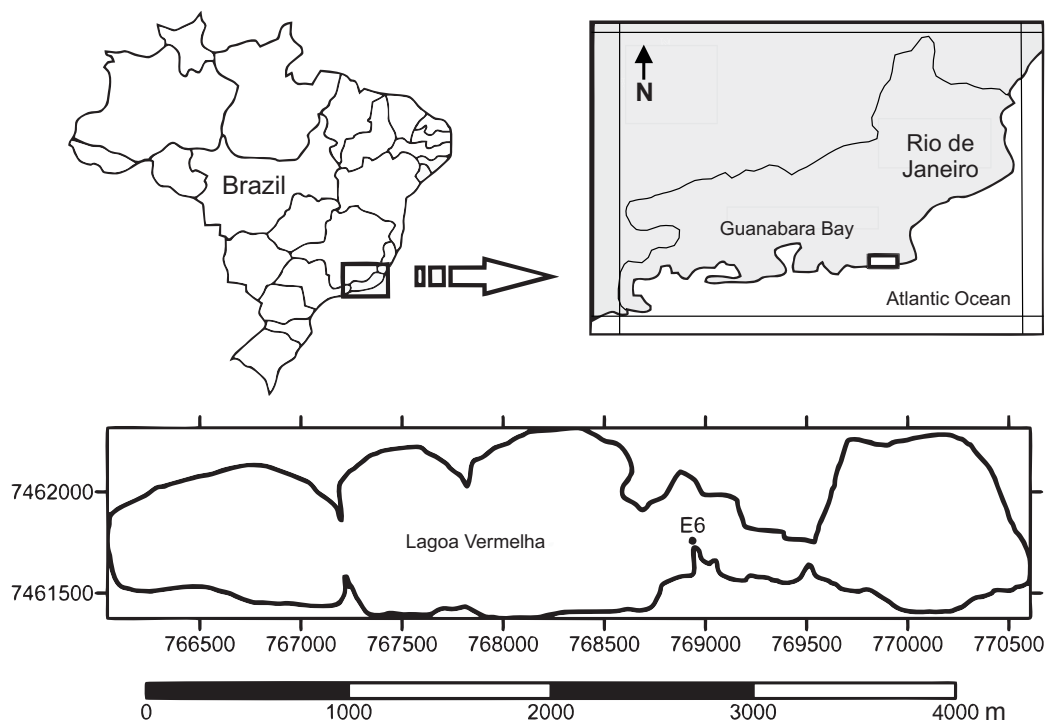 Brazil
N
Rio de
Janeiro
Guanabara Bay
Atlantic Ocean
7462000
7461500
E6
Lagoa Vermelha
766500 767000 767500 768000 768500 769000 769500 770000 770500
0 1000 2000 3000 4000 m